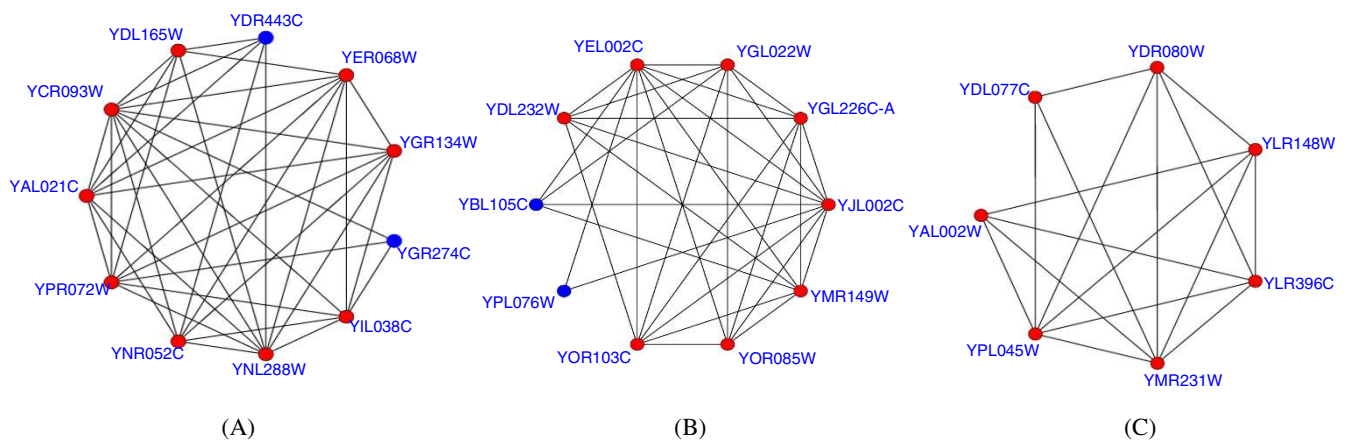 YDR443C
YDL165W
YER068W
YCR093W
YGR134W
YAL021C
YGR274C
YPR072W
YIL038C
YNR052C
YNL288W
(A)
YEL002C
YGL022W
YDL232W
YGL226C-A
YBL105C
YJL002C
YPL076W
YMR149W
YOR103C
YOR085W
(B)
YDR080W
YDL077C
YLR148W
YAL002W
YLR396C
YPL045W
YMR231W
(C)